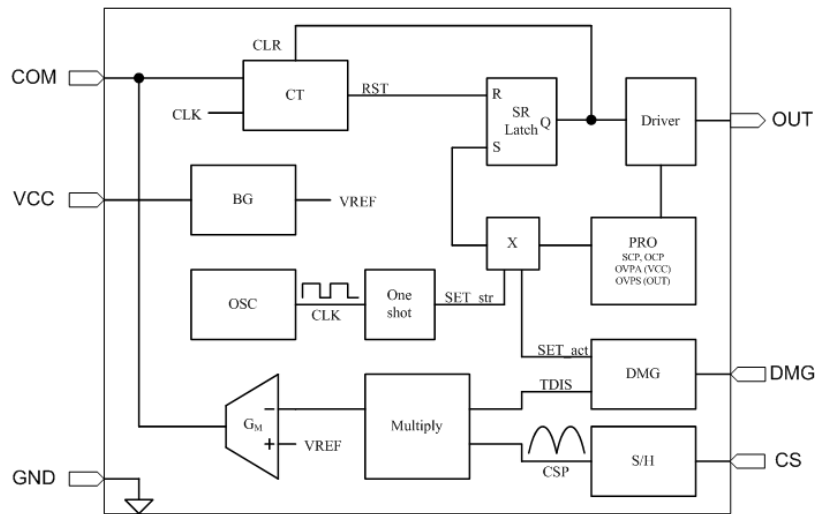 CLR
COM
CT
RST
CLK
R
SR
Latch
Q
S
Driver
OUT
VCC
BG
VREF
X
PRO
SCP, OCP
OVPA (VCC)
OVPS (OUT)
OSC
CLK
One
shot
SET_str
SET_act
DMG
DMG
TDIS
GM
VREF
Multiply
CSP
S/H
CS
GND